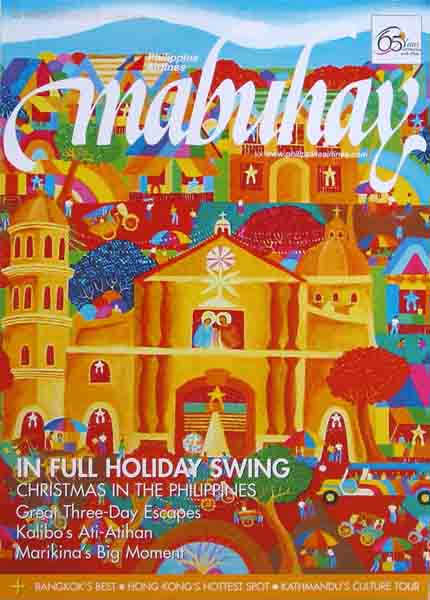 Philippine
Airlines
mabuhay
65 Years
www.philippineairlines.com
IN FULL HOLIDAY SWING
CHRISTMAS IN THE PHILIPPINES
Great Three-Day Escapes
Kalibo's Ati-Atihan
Marikina's Big Moment
+ BANGKOK'S BEST • HONG KONG'S HOTTEST SPOT • KATHMANDU'S CULTURE TOUR